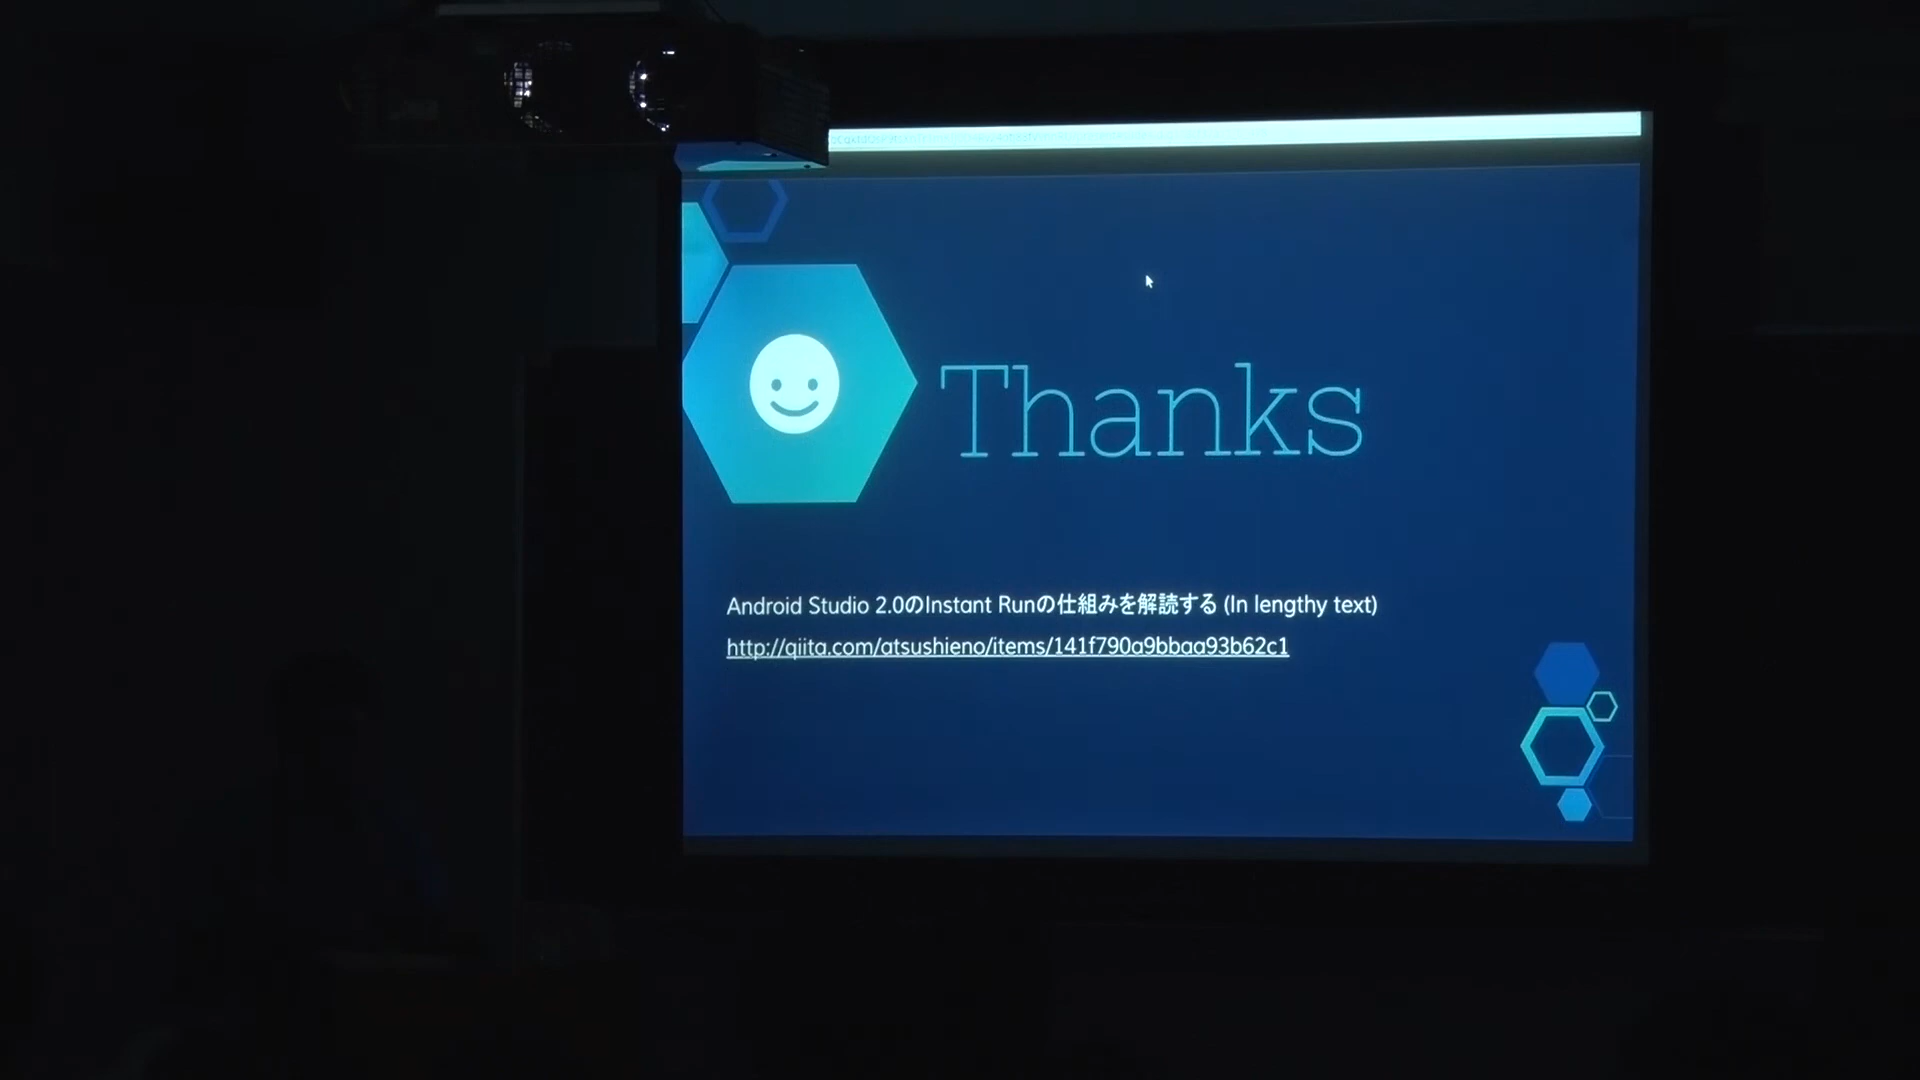 Thanks
Android Studio 2.0のInstant Runの仕組みを解読する (In lengthy text)
http://qiita.com/atsushieno/items/141f790a9bbaa93b62c1